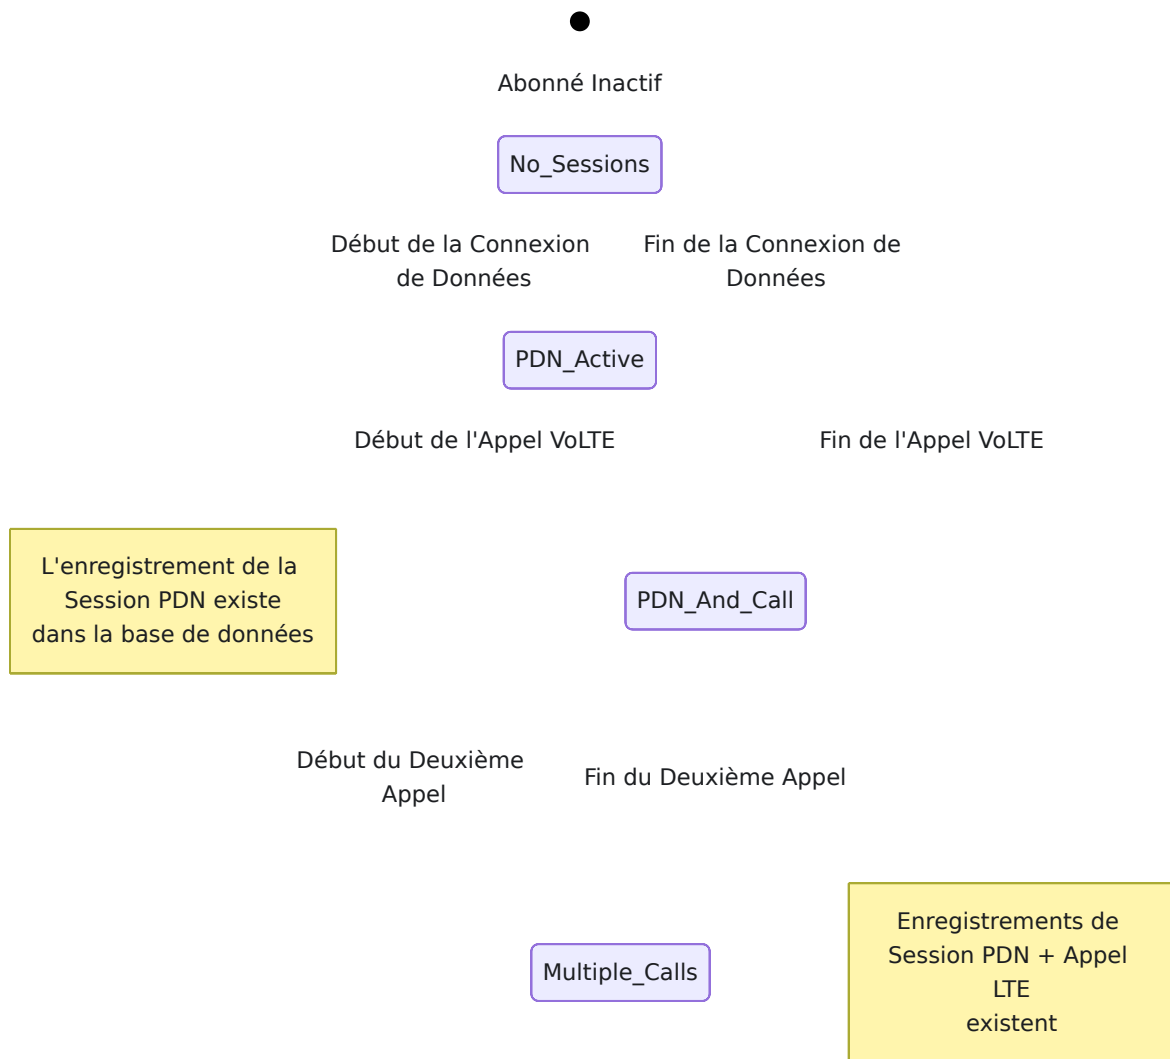 Abonné Inactif
No_Sessions
Début de la Connexion
de Données
Fin de la Connexion de
Données
PDN_Active
Début de l'Appel VoLTE
Fin de l'Appel VoLTE
L'enregistrement de la
Session PDN existe
dans la base de données
PDN_And_Call
Début du Deuxième
Appel
Fin du Deuxième Appel
Multiple_Calls
Enregistrements de
Session PDN + Appel
LTE
existent